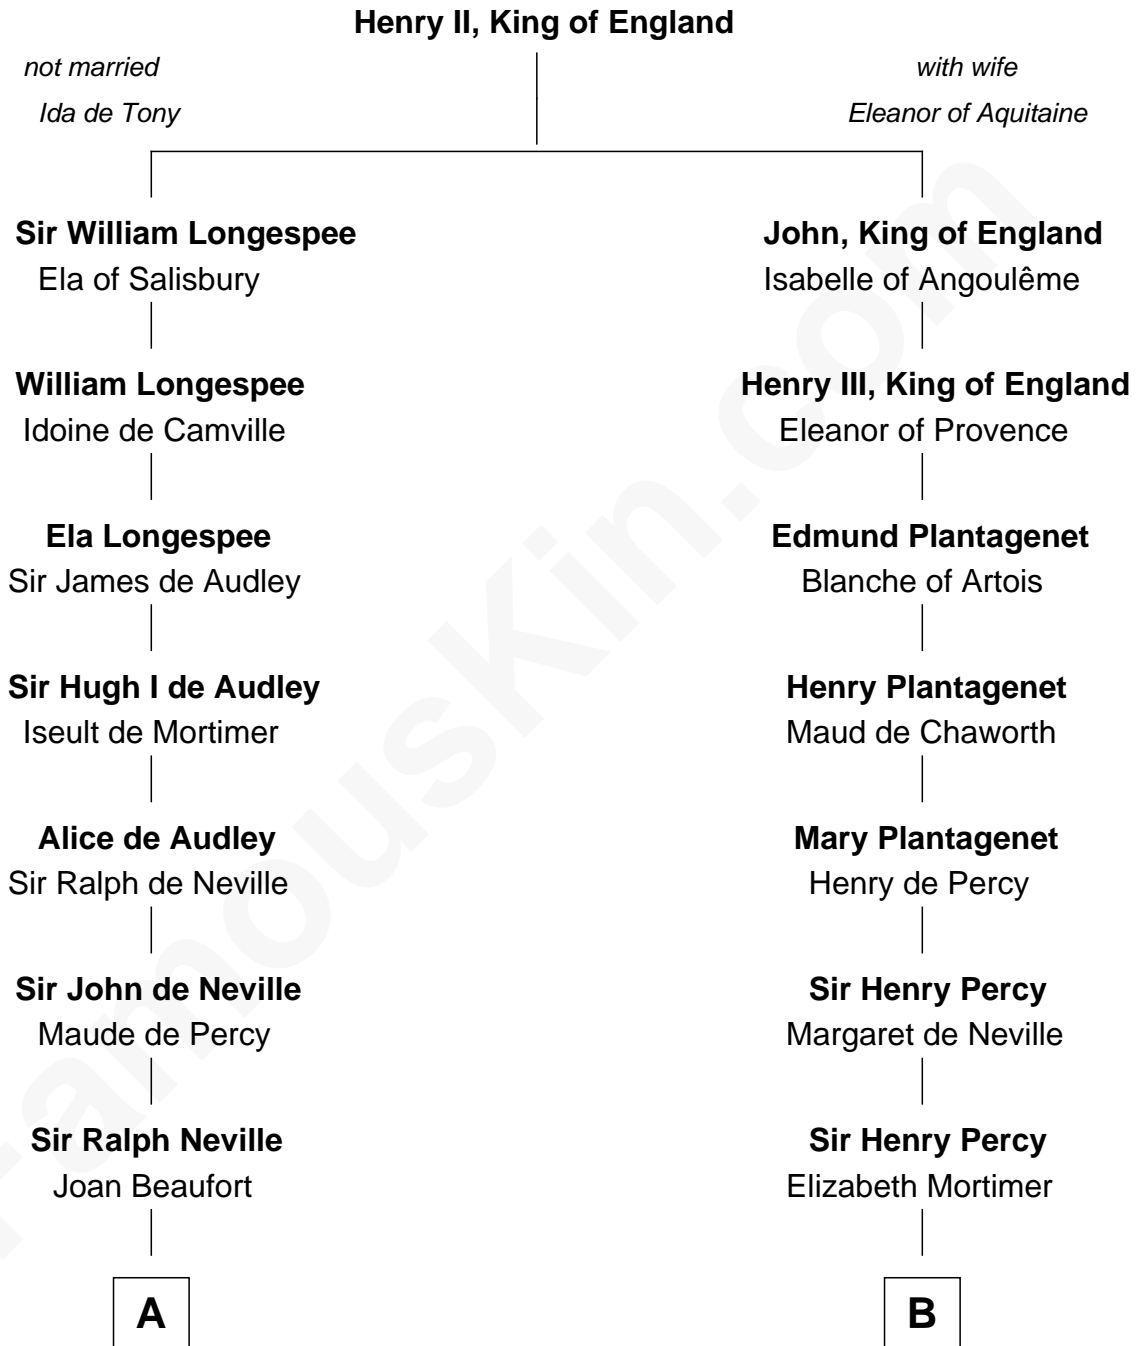 Henry II, King of England
not married
with wife
Ida de Tony
Eleanor of Aquitaine
Sir William Longespee
Ela of Salisbury
John, King of England
Isabelle of Angoulême
William Longespee
Idoine de Camville
Henry III, King of England
Eleanor of Provence
Ela Longespee
Sir James de Audley
Edmund Plantagenet
Blanche of Artois
Sir Hugh I de Audley
Iseult de Mortimer
Henry Plantagenet
Maud de Chaworth
Alice de Audley
Sir Ralph de Neville
Mary Plantagenet
Henry de Percy
Sir John de Neville
Maude de Percy
Sir Henry Percy
Margaret de Neville
Sir Ralph Neville
Joan Beaufort
Sir Henry Percy
Elizabeth Mortimer
A
B
FamousKin.com